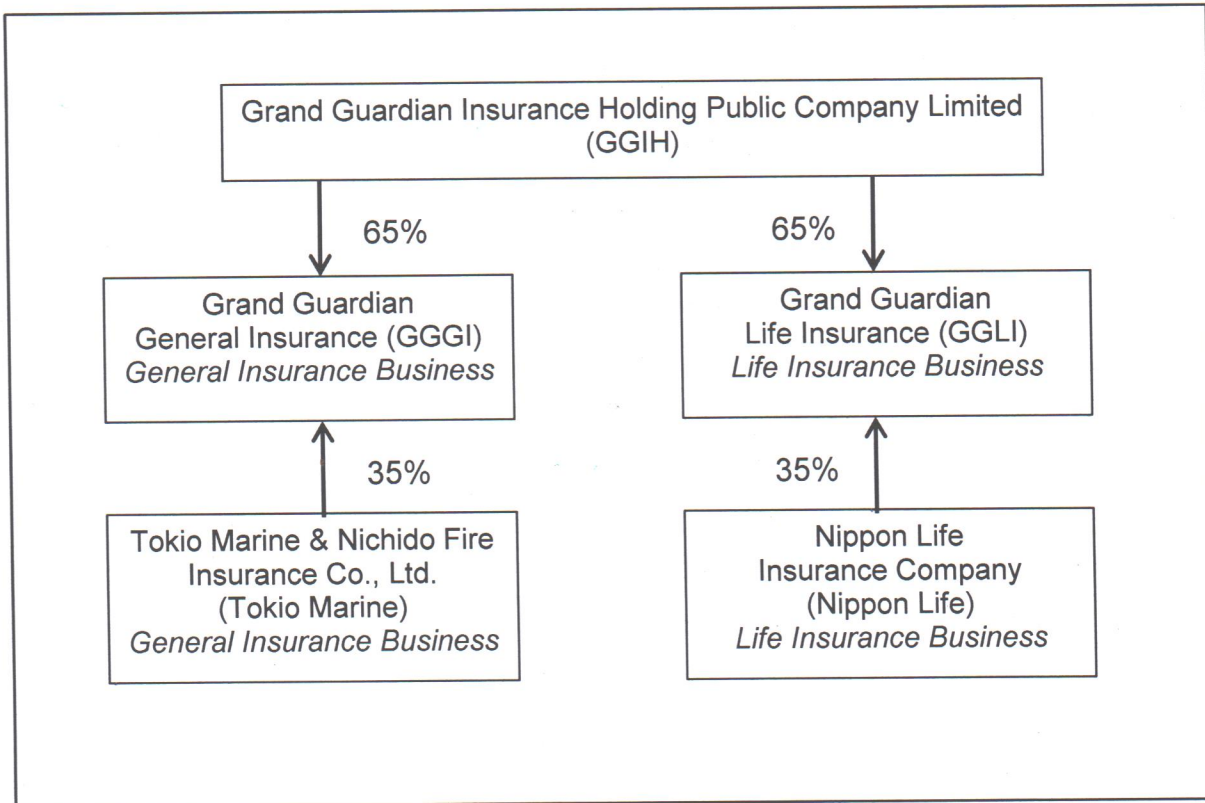 Grand Guardian Insurance Holding Public Company Limited
(GGIH)
65%
65%
Grand Guardian
General Insurance (GGGI)
General Insurance Business
Grand Guardian
Life Insurance (GGLI)
Life Insurance Business
35%
35%
Tokio Marine & Nichido Fire
Insurance Co., Ltd.
(Tokio Marine)
General Insurance Business
Nippon Life
Insurance Company
(Nippon Life)
Life Insurance Business